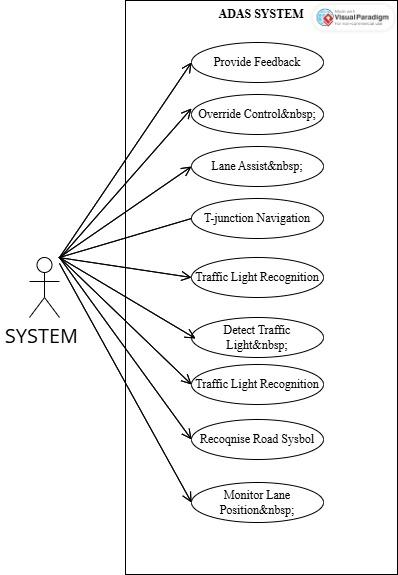 ADAS SYSTEM
Made with
Visual Paradigm
For non-commercial use
Provide Feedback
Override Control&nbsp;
Lane Assist&nbsp;
T-junction Navigation
Traffic Light Recognition
SYSTEM
Detect Traffic
Light&nbsp;
Traffic Light Recognition
Recoqnise Road Sysbol
Monitor Lane
Position&nbsp;